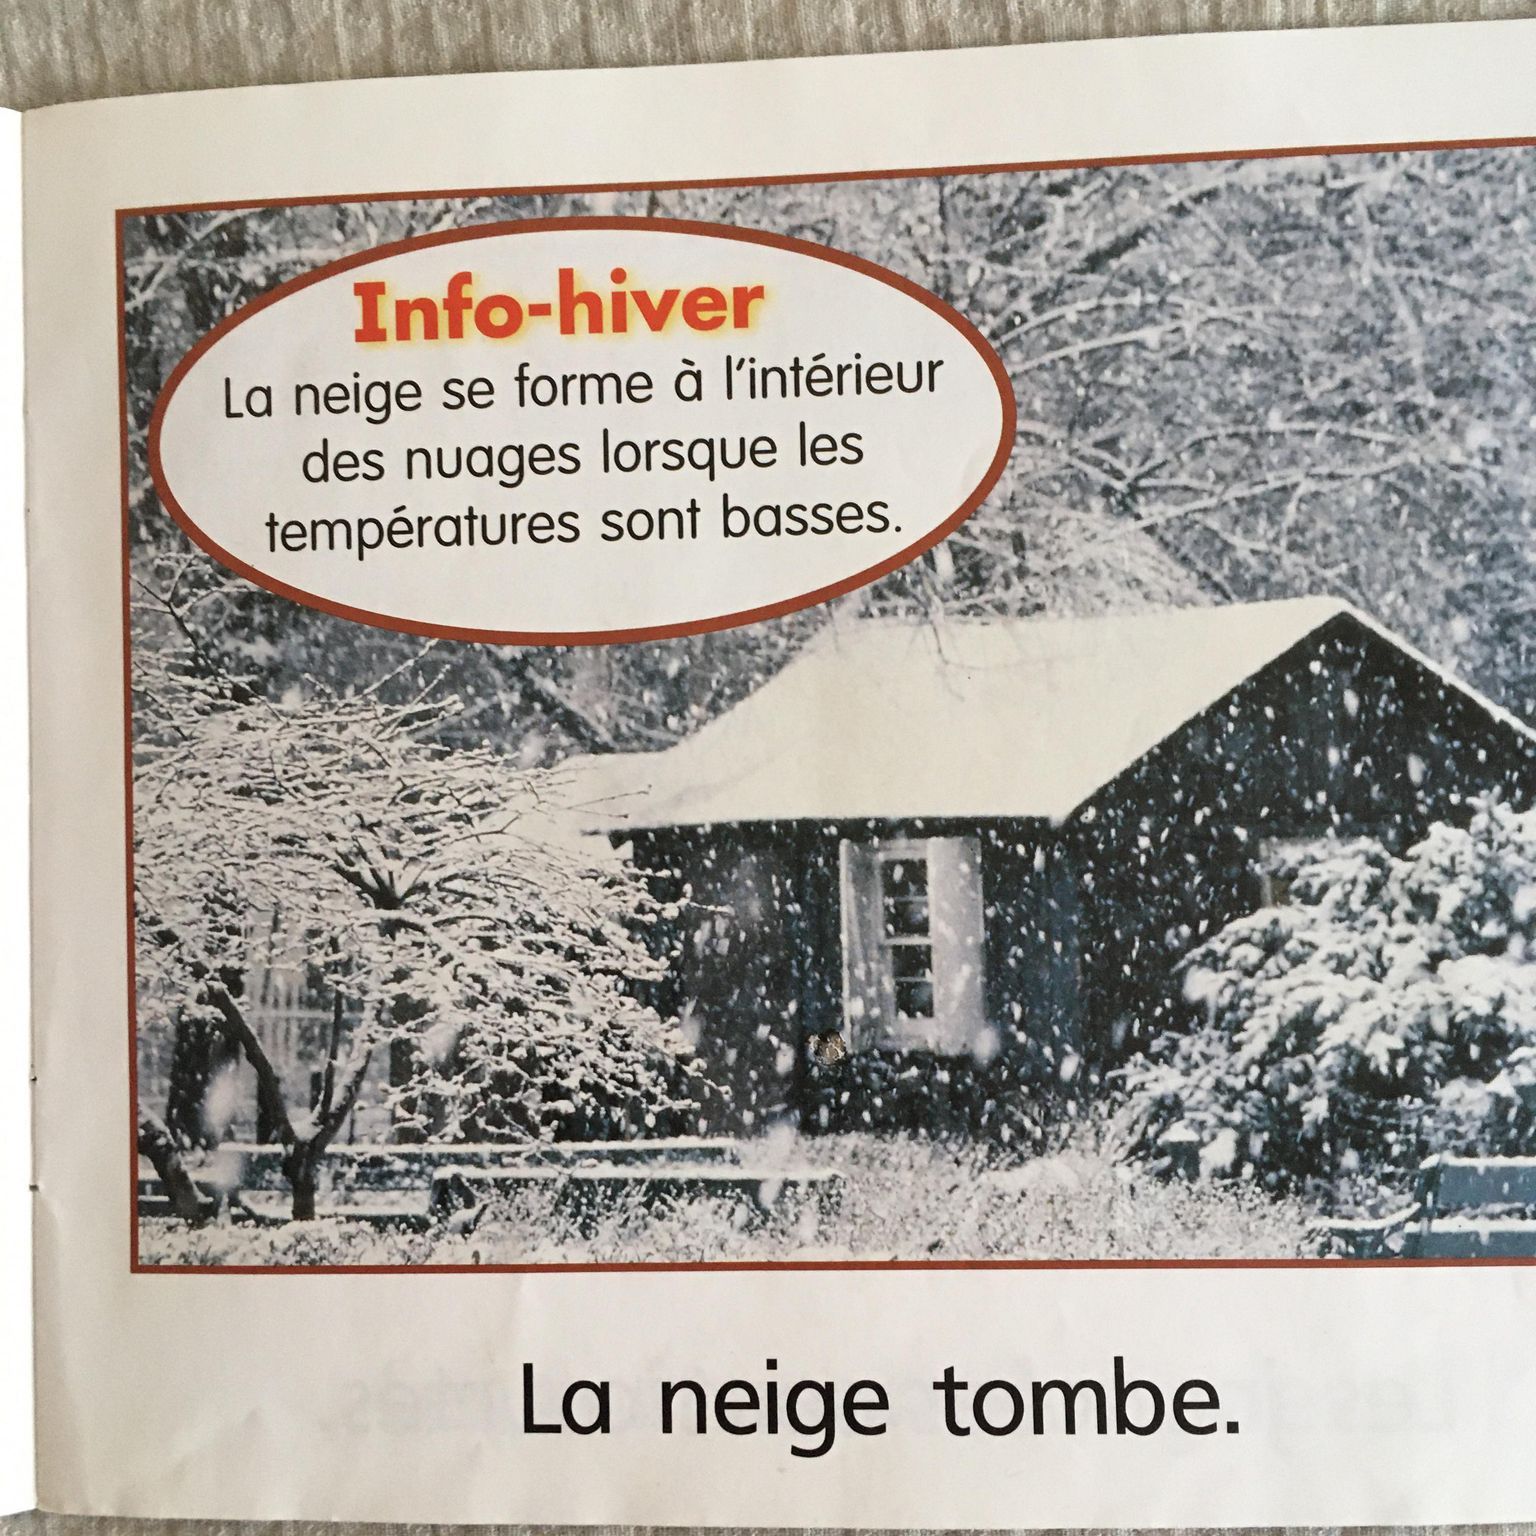 Info-hiver
La neige se forme à l'intérieur
des nuages lorsque les
températures sont basses.
La neige tombe.